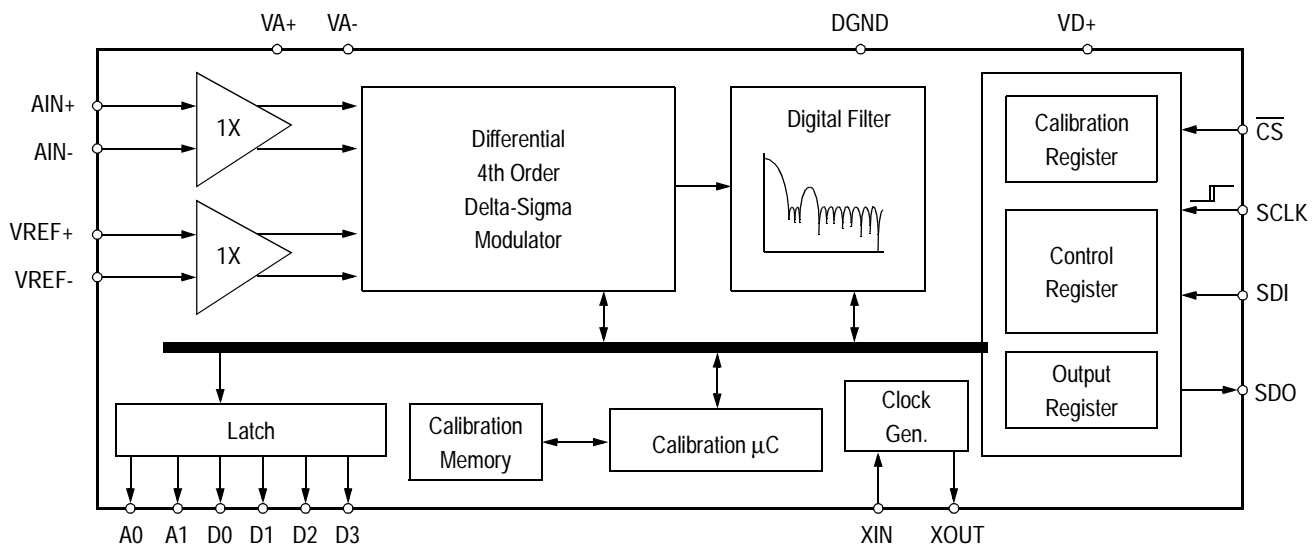 VA+ VA- DGND VD+
AIN+
AIN-
VREF+
VREF-
1X
1X
Differential
4th Order
Delta-Sigma
Modulator
Digital Filter
Calibration
Register
Control
Register
Output
Register
CS
SCLK
SDI
SDO
Latch
Calibration
Memory
Calibration µC
Clock
Gen.
A0 A1 D0 D1 D2 D3 XIN XOUT